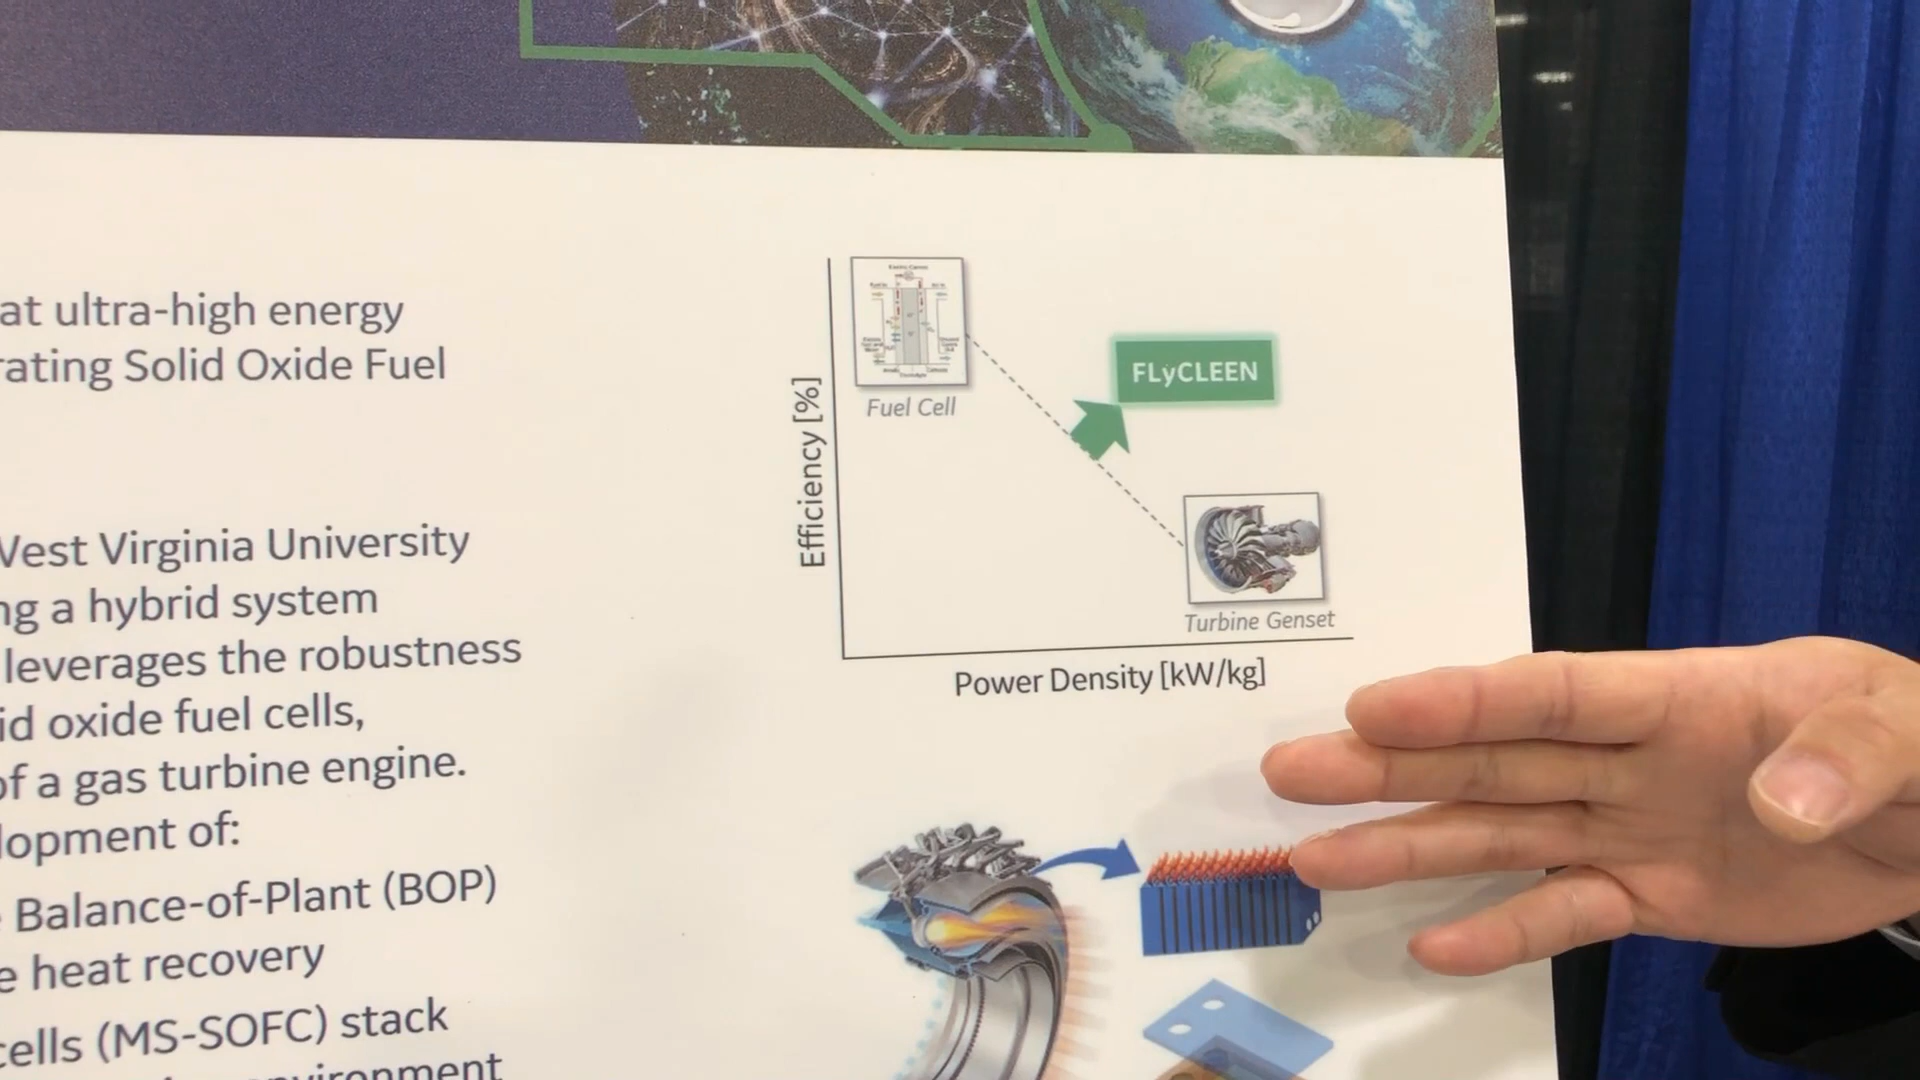 at ultra-high energy
rating Solid Oxide Fuel
West Virginia University
ng a hybrid system
leverages the robustness
id oxide fuel cells,
of a gas turbine engine.
lopment of:
Balance-of-Plant (BOP)
e heat recovery
cells (MS-SOFC) stack
environment
Efficiency [%]
Fuel Cell
FLyCLEEN
Turbine Genset
Power Density [kW/kg]